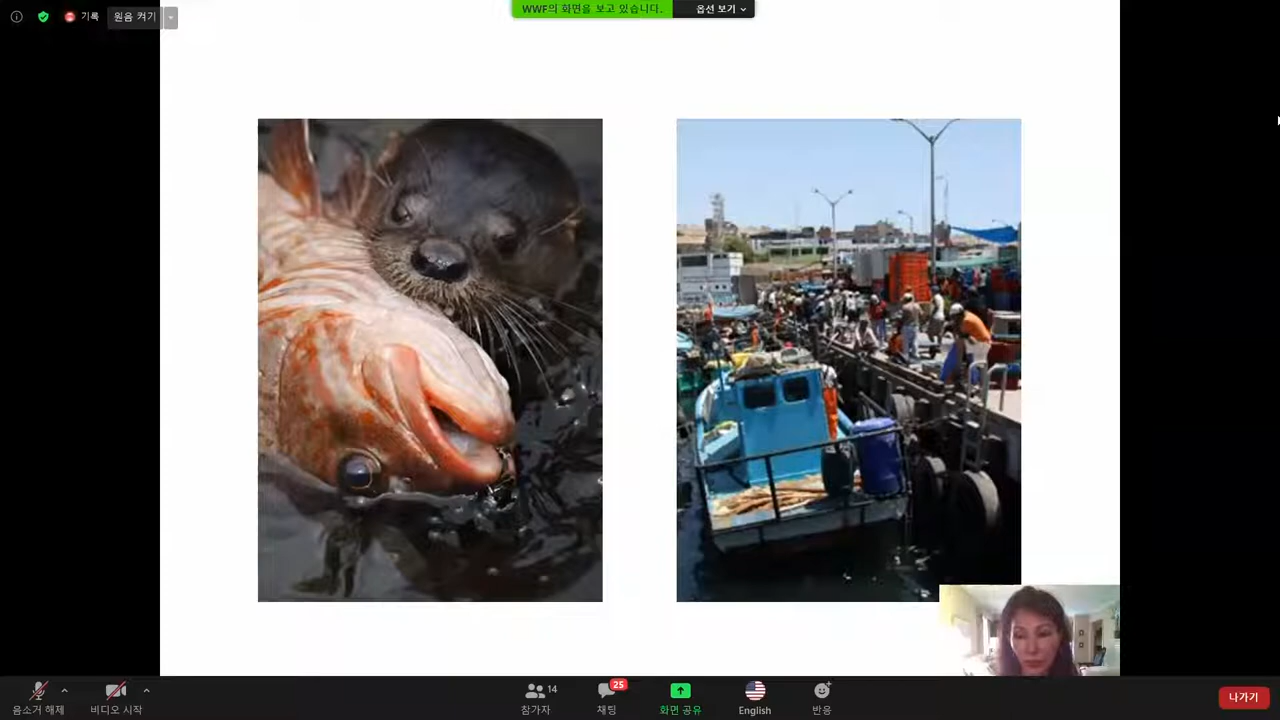 기록
원음 켜기
WWF의 화면을 보고 있습니다.
옵션 보기
음소거 해제
비디오 시작
14
참가자
25
채팅
화면 공유
English
반응
나가기